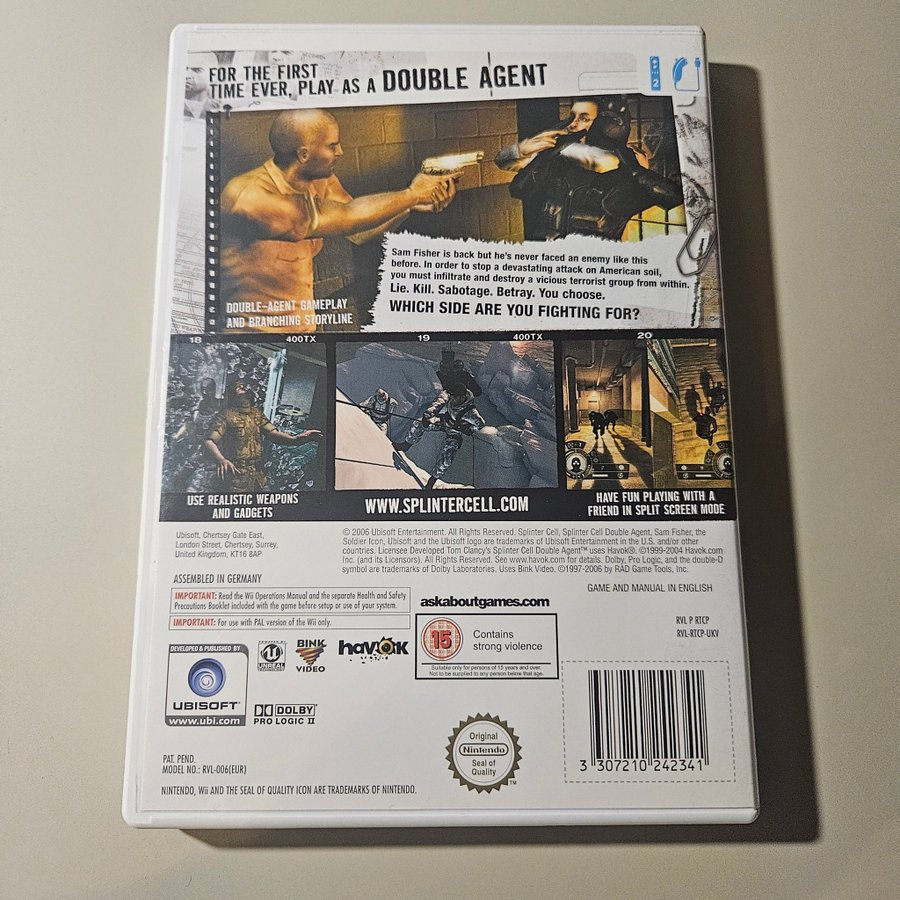 FOR THE FIRST
TIME EVER, PLAY AS A DOUBLE AGENT
2
Sam Fisher is back but he's never faced an enemy like this
before. In order to stop a devastating attack on American soil,
you must infiltrate and destroy a vicious terrorist group from within.
Lie. Kill. Sabotage. Betray. You choose.
WHICH SIDE ARE YOU FIGHTING FOR?
DOUBLE-AGENT GAMEPLAY
AND BRANCHING STORYLINE
18 400TX 19 400TX 20
USE REALISTIC WEAPONS
AND GADGETS
WWW.SPLINTERCELL.COM
HAVE FUN PLAYING WITH A
FRIEND IN SPLIT SCREEN MODE
Ubisoft, Chertsey Gate East,
London Street, Chertsey, Surrey,
United Kingdom, KT16 8AP
© 2006 Ubisoft Entertainment. All Rights Reserved. Splinter Cell, Splinter Cell Double Agent, Sam Fisher, the
Soldier Icon, Ubisoft and the Ubisoft logo are trademarks of Ubisoft Entertainment in the U.S. and/or other
countries. Licensee Developed Tom Clancy's Splinter Cell Double Agent™ uses Havok®. ©1999-2004 Havok.com
Inc. (and its Licensors). All Rights Reserved. See www.havok.com for details. Dolby, Pro Logic, and the double-D
symbol are trademarks of Dolby Laboratories. Uses Bink Video. ©1997-2006 by RAD Game Tools, Inc.
GAME AND MANUAL IN ENGLISH
ASSEMBLED IN GERMANY
IMPORTANT: Read the Wii Operations Manual and the separate Health and Safety
Precautions Booklet included with the game before setup or use of your system.
IMPORTANT: For use with PAL version of the Wii only.
askaboutgames.com
RVL P RTCP
RVL-RTCP-UKV
15
Contains
strong violence
Suitable only for persons of 15 years and over.
Not to be supplied to any person below that age.
DEVELOPED & PUBLISHED BY
UBISOFT®
www.ubi.com
POWERED BY
UNREAL
TECHNOLOGY
BINK
VIDEO
havok
DOLBY
PRO LOGIC II
Original
Nintendo
Seal of
Quality
TM
3 307210 242341
PAT. PEND.
MODEL NO.: RVL-006(EUR)
NINTENDO, Wii AND THE SEAL OF QUALITY ICON ARE TRADEMARKS OF NINTENDO.